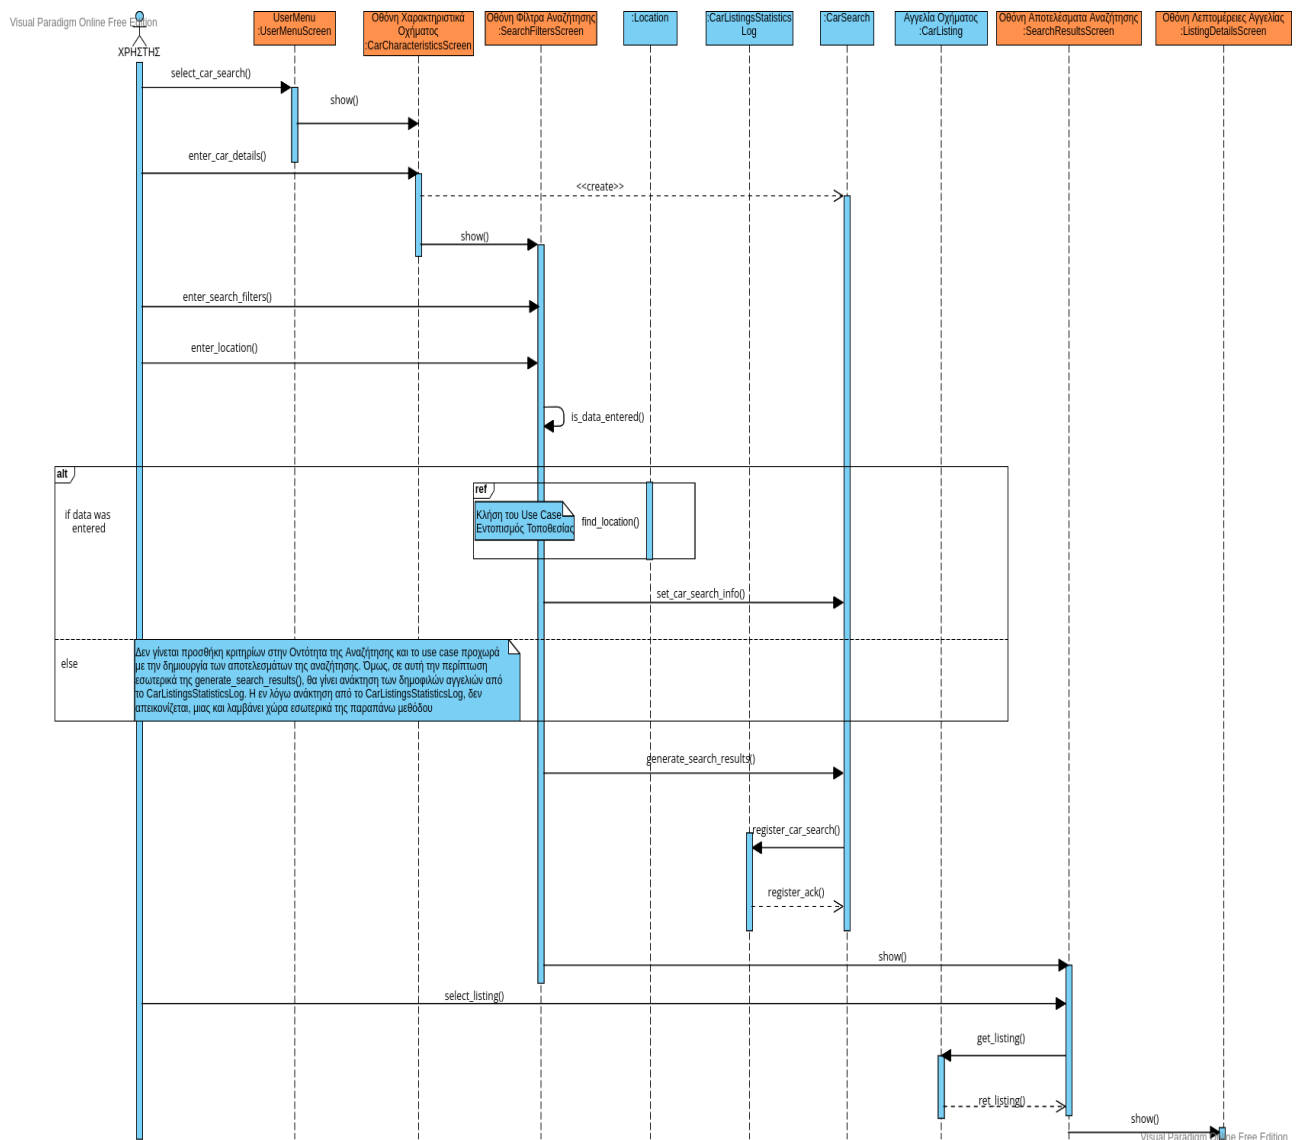 Visual Paradigm Online Free Edition
ΧΡΗΣΤΗΣ
UserMenu
:UserMenuScreen
Οθόνη Χαρακτηριστικά
Οχήματος
:CarCharacteristicsScreen
Οθόνη Φίλτρα Αναζήτησης
:SearchFiltersScreen
:Location
:CarListingsStatistics
Log
:CarSearch
Αγγελία Οχήματος
:CarListing
Οθόνη Αποτελέσματα Αναζήτησης
:SearchResultsScreen
Οθόνη Λεπτομέρειες Αγγελίας
:ListingDetailsScreen
select_car_search()
show()
enter_car_details()
<<create>>
show()
enter_search_filters()
enter_location()
is_data_entered()
alt
if data was
entered
ref
Κλήση του Use Case
Εντοπισμός Τοποθεσίας
find_location()
set_car_search_info()
else
Δεν γίνεται προσθήκη κριτηρίων στην Οντότητα της Αναζήτησης και το use case προχωρά
με την δημιουργία των αποτελεσμάτων της αναζήτησης. Όμως, σε αυτή την περίπτωση
εσωτερικά της generate_search_results(), θα γίνει ανάκτηση των δημοφιλών αγγελιών από
το CarListingsStatisticsLog. Η εν λόγω ανάκτηση από το CarListingsStatisticsLog, δεν
απεικονίζεται, μιας και λαμβάνει χώρα εσωτερικά της παραπάνω μεθόδου
generate_search_results()
register_car_search()
register_ack()
show()
select_listing()
get_listing()
ret_listing()
show()
Visual Paradigm Online Free Edition